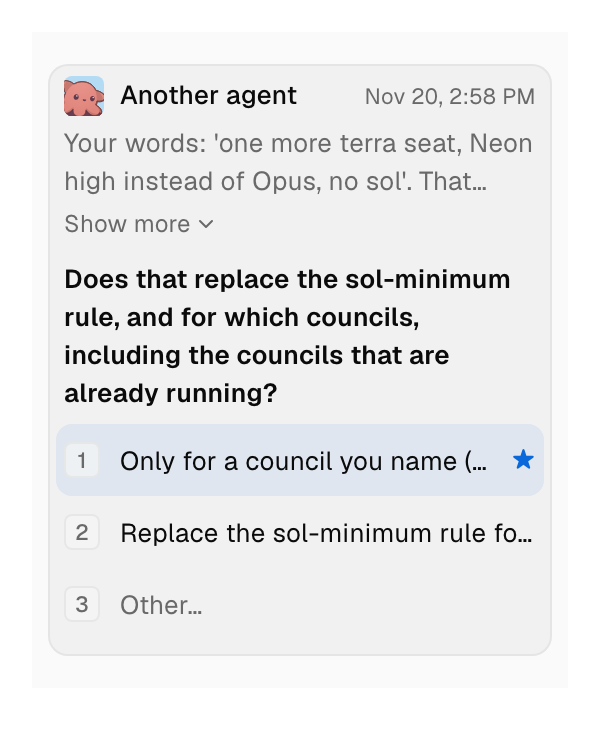 Another agent
Nov 20, 2:58 PM
Your words: 'one more terra seat, Neon
high instead of Opus, no sol'. That…
Show more
Does that replace the sol-minimum
rule, and for which councils,
including the councils that are
already running?
1 Only for a council you name (…
2 Replace the sol-minimum rule fo…
3 Other…